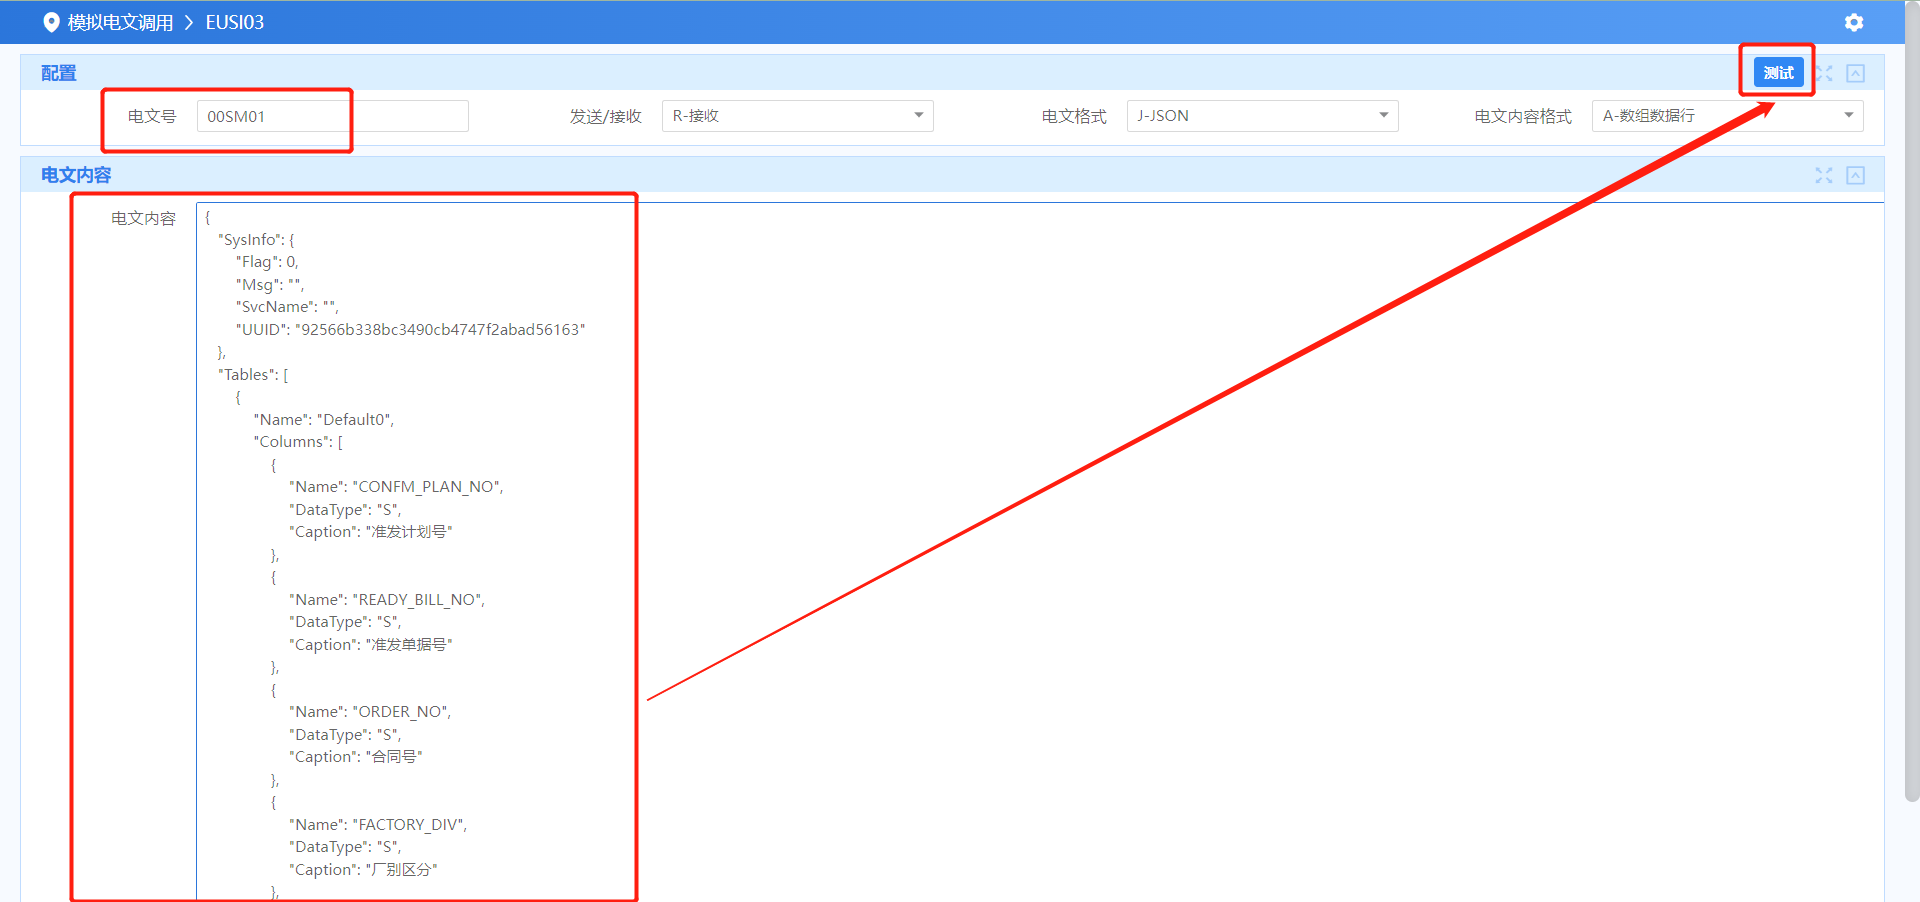 模拟电文调用 > EUSI03
配置
测试
电文号 00SM01 发送/接收 R-接收 电文格式 J-JSON 电文内容格式 A-数组数据行
电文内容
电文内容 {
"SysInfo": {
"Flag": 0,
"Msg": "",
"SvcName": "",
"UUID": "92566b338bc3490cb4747f2abad56163"
},
"Tables": [
{
"Name": "Default0",
"Columns": [
{
"Name": "CONFM_PLAN_NO",
"DataType": "S",
"Caption": "准发计划号"
},
{
"Name": "READY_BILL_NO",
"DataType": "S",
"Caption": "准发单据号"
},
{
"Name": "ORDER_NO",
"DataType": "S",
"Caption": "合同号"
},
{
"Name": "FACTORY_DIV",
"DataType": "S",
"Caption": "厂别区分"
},